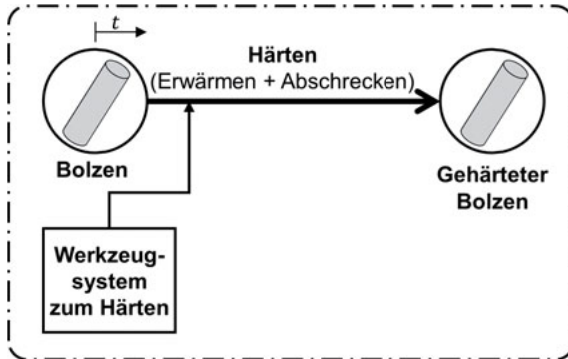 t
Härten
(Erwärmen + Abschrecken)
Bolzen
Gehärteter
Bolzen
Werkzeug-
system
zum Härten